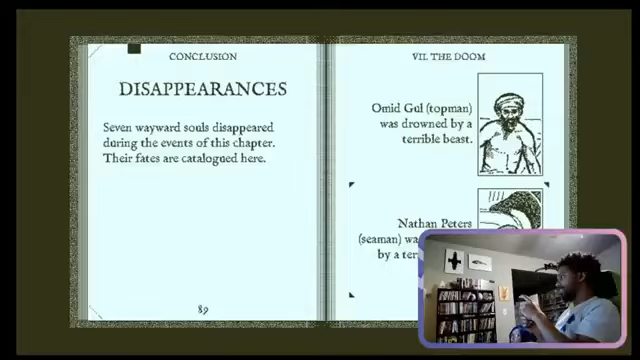 CONCLUSION
DISAPPEARANCES
Seven wayward souls disappeared
during the events of this chapter.
Their fates are catalogued here.
89
VII. THE DOOM
Omid Gul (topman)
was drowned by a
terrible beast.
Nathan Peters
(seaman)
by a